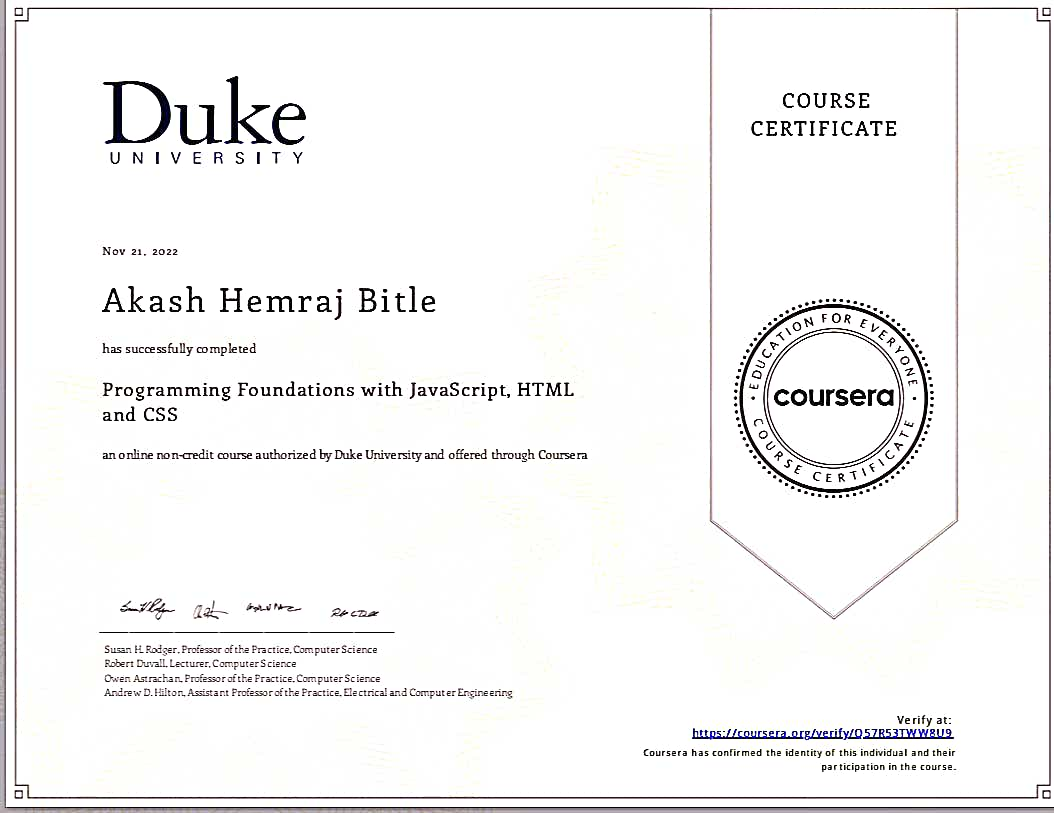 Duke
UNIVERSITY
COURSE
CERTIFICATE
Nov 21, 2022
Akash Hemraj Bitle
has successfully completed
Programming Foundations with JavaScript, HTML
and CSS
an online non-credit course authorized by Duke University and offered through Coursera
EDUCATION FOR EVERYONE
coursera
COURSE CERTIFICATE
Susan H. Rodger, Professor of the Practice, Computer Science
Robert Duvall, Lecturer, Computer Science
Owen Astrachan, Professor of the Practice, Computer Science
Andrew D. Hilton, Assistant Professor of the Practice, Electrical and Computer Engineering
Verify at:
https://coursera.org/verify/Q57R53TWW8U9
Coursera has confirmed the identity of this individual and their
participation in the course.